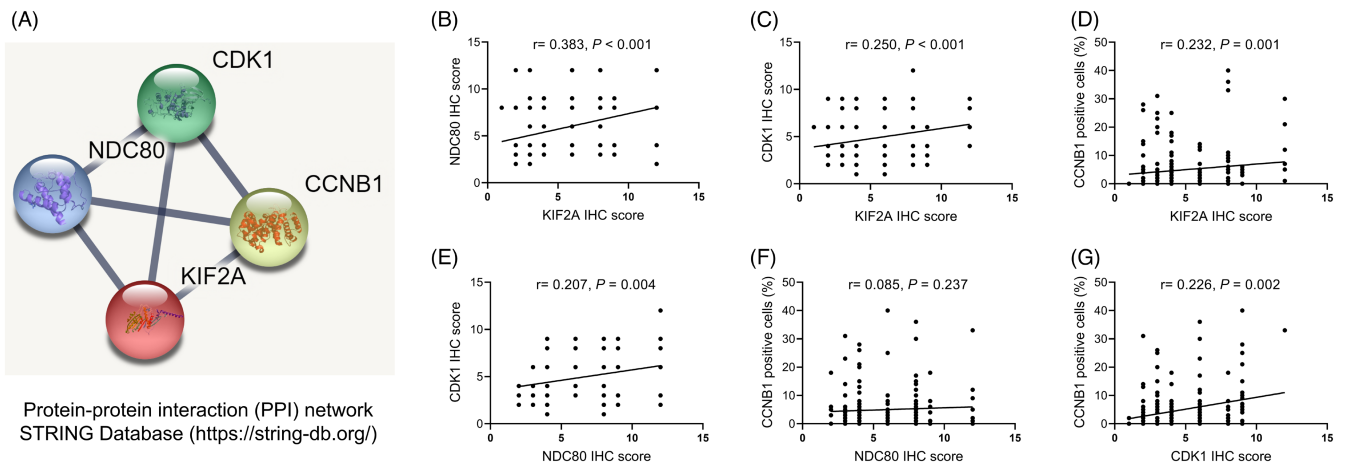 (A)
CDK1
NDC80
CCNB1
KIF2A
Protein-protein interaction (PPI) network
STRING Database (https://string-db.org/)
(B)
r= 0.383, P < 0.001
NDC80 IHC score
15
10
5
0
0
5
10
15
KIF2A IHC score
(C)
r= 0.250, P < 0.001
CDK1 IHC score
15
10
5
0
0
5
10
15
KIF2A IHC score
(D)
r= 0.232, P = 0.001
CCNB1 positive cells (%)
50
40
30
20
10
0
0
5
10
15
KIF2A IHC score
(E)
r= 0.207, P = 0.004
CDK1 IHC score
15
10
5
0
0
5
10
15
NDC80 IHC score
(F)
r= 0.085, P = 0.237
CCNB1 positive cells (%)
50
40
30
20
10
0
0
5
10
15
NDC80 IHC score
(G)
r= 0.226, P = 0.002
CCNB1 positive cells (%)
50
40
30
20
10
0
0
5
10
15
CDK1 IHC score